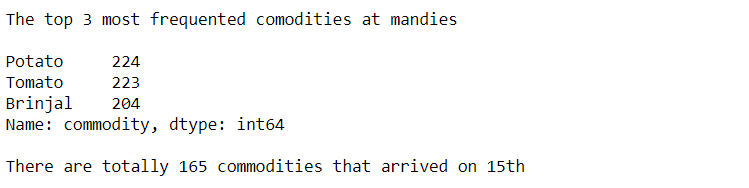 The top 3 most frequented comodities at mandies
Potato     224
Tomato     223
Brinjal    204
Name: commodity, dtype: int64
There are totally 165 commodities that arrived on 15th